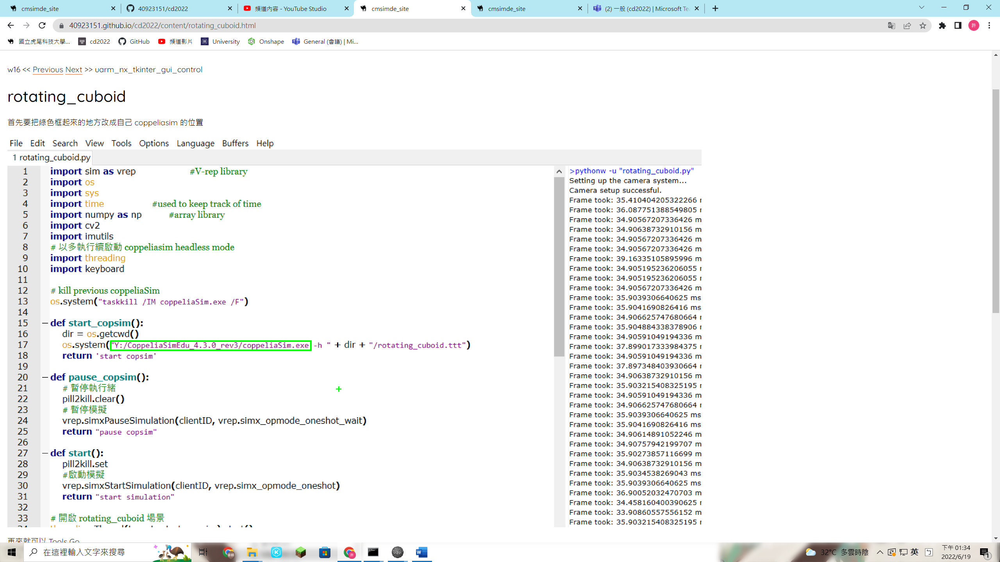 cmsimde_site
40923151/cd2022
頻道內容 - YouTube Studio
cmsimde_site
cmsimde_site
(2) 一般 (cd2022) | Microsoft Te
40923151.github.io/cd2022/content/rotating_cuboid.html
許
國立虎尾科技大學...
cd2022
GitHub
頻道影片
University
Onshape
General (會議) | Mi...
w16 << Previous Next >> uarm_nx_tkinter_gui_control
rotating_cuboid
首先要把綠色框起來的地方改成自己 coppeliasim 的位置
File Edit Search View Tools Options Language Buffers Help
1 rotating_cuboid.py
1 import sim as vrep #V-rep library
2 import os
3 import sys
4 import time #used to keep track of time
5 import numpy as np #array library
6 import cv2
7 import imutils
8 # 以多執行續啟動 coppeliasim headless mode
9 import threading
10 import keyboard
11
12 # kill previous coppeliaSim
13 os.system("taskkill /IM coppeliaSim.exe /F")
14
15 def start_copsim():
16 dir = os.getcwd()
17 os.system("Y:/CoppeliaSimEdu_4.3.0_rev3/coppeliaSim.exe -h " + dir + "/rotating_cuboid.ttt")
18 return 'start copsim'
19
20 def pause_copsim():
21 # 暫停執行緒
22 pill2kill.clear()
23 # 暫停模擬
24 vrep.simxPauseSimulation(clientID, vrep.simx_opmode_oneshot_wait)
25 return "pause copsim"
26
27 def start():
28 pill2kill.set
29 #啟動模擬
30 vrep.simxStartSimulation(clientID, vrep.simx_opmode_oneshot)
31 return "start simulation"
32
33 # 開啟 rotating_cuboid 場景
>pythonw -u "rotating_cuboid.py"
Setting up the camera system...
Camera setup successful.
Frame took: 35.410404205322266
Frame took: 36.087751388549805
Frame took: 34.90567207336426 m
Frame took: 34.90638732910156 m
Frame took: 34.90567207336426 m
Frame took: 34.90567207336426 m
Frame took: 39.16335105895996 m
Frame took: 34.905195236206055
Frame took: 34.905195236206055
Frame took: 34.90567207336426 m
Frame took: 35.9039306640625 ms
Frame took: 35.9041690826416 ms
Frame took: 34.906625747680664
Frame took: 35.904884338378906
Frame took: 34.90591049194336 m
Frame took: 37.899017333984375
Frame took: 34.90591049194336 m
Frame took: 37.897348403930664
Frame took: 34.90638732910156 m
Frame took: 35.903215408325195
Frame took: 34.90591049194336 m
Frame took: 34.906625747680664
Frame took: 35.9039306640625 ms
Frame took: 35.9041690826416 ms
Frame took: 34.90614891052246 m
Frame took: 34.90757942199707 m
Frame took: 35.90273857116699 m
Frame took: 34.90638732910156 m
Frame took: 35.9034538269043 ms
Frame took: 35.9039306640625 ms
Frame took: 36.90052032470703 m
Frame took: 34.458160400390625
Frame took: 33.90860557556152 m
Frame took: 35.903215408325195
再來就可以 Tools Go
在這裡輸入文字來搜尋
32°C 多雲時陰
英
ㄅ
下午 01:34
2022/6/19
1